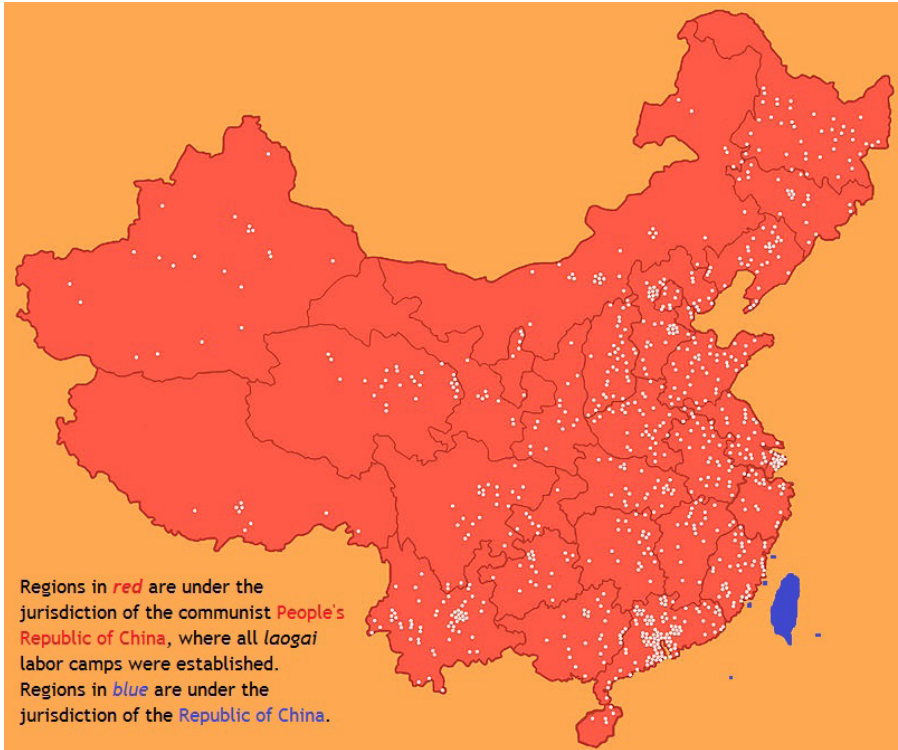 Regions in red are under the
jurisdiction of the communist People's
Republic of China, where all laogai
labor camps were established.
Regions in blue are under the
jurisdiction of the Republic of China.